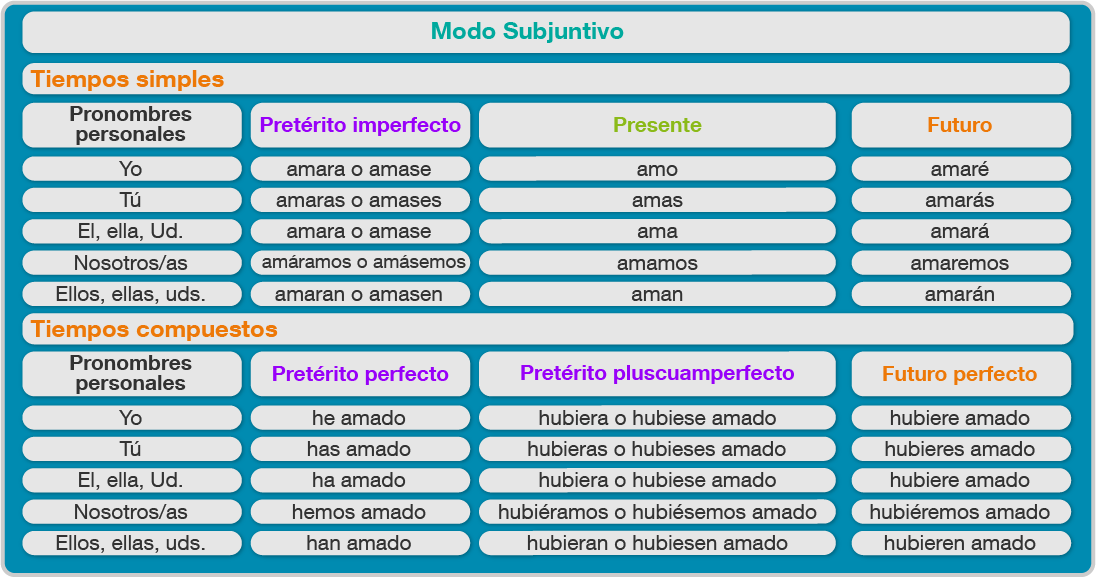 Modo Subjuntivo
Tiempos simples
Pronombres personales Pretérito imperfecto Presente Futuro
Yo amara o amase amo amaré
Tú amaras o amases amas amarás
El, ella, Ud. amara o amase ama amará
Nosotros/as amáramos o amásemos amamos amaremos
Ellos, ellas, uds. amaran o amasen aman amarán
Tiempos compuestos
Pronombres personales Pretérito perfecto Pretérito pluscuamperfecto Futuro perfecto
Yo he amado hubiera o hubiese amado hubiere amado
Tú has amado hubieras o hubieses amado hubieres amado
El, ella, Ud. ha amado hubiera o hubiese amado hubiere amado
Nosotros/as hemos amado hubiéramos o hubiésemos amado hubiéremos amado
Ellos, ellas, uds. han amado hubieran o hubiesen amado hubieren amado